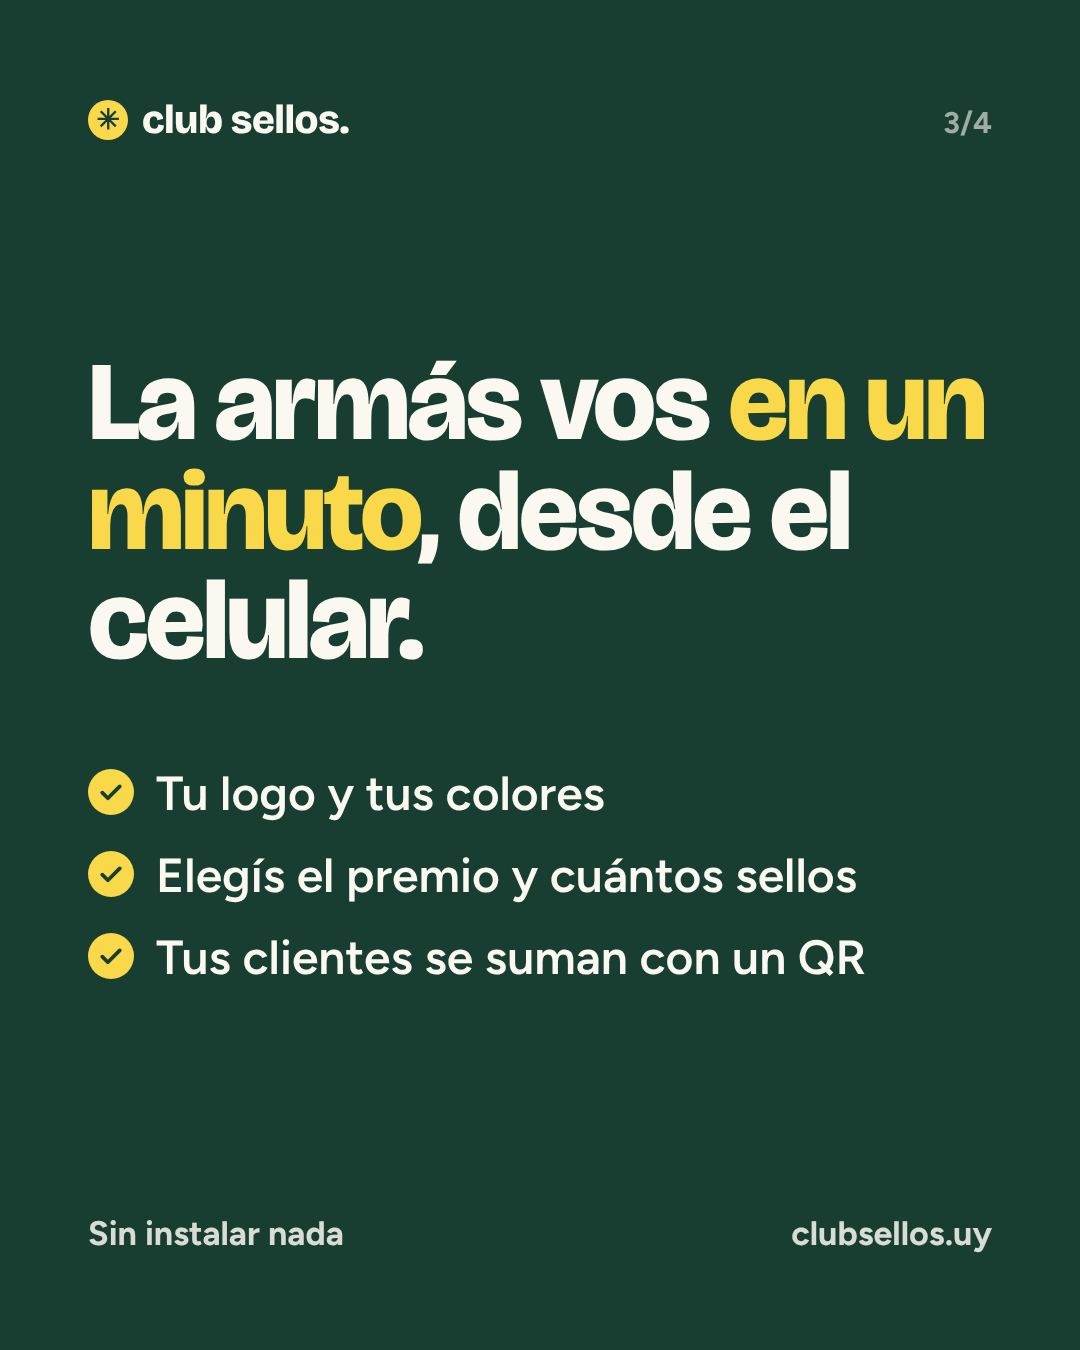 club sellos.
3/4
La armás vos en un
minuto, desde el
celular.
Tu logo y tus colores
Elegís el premio y cuántos sellos
Tus clientes se suman con un QR
Sin instalar nada
clubsellos.uy